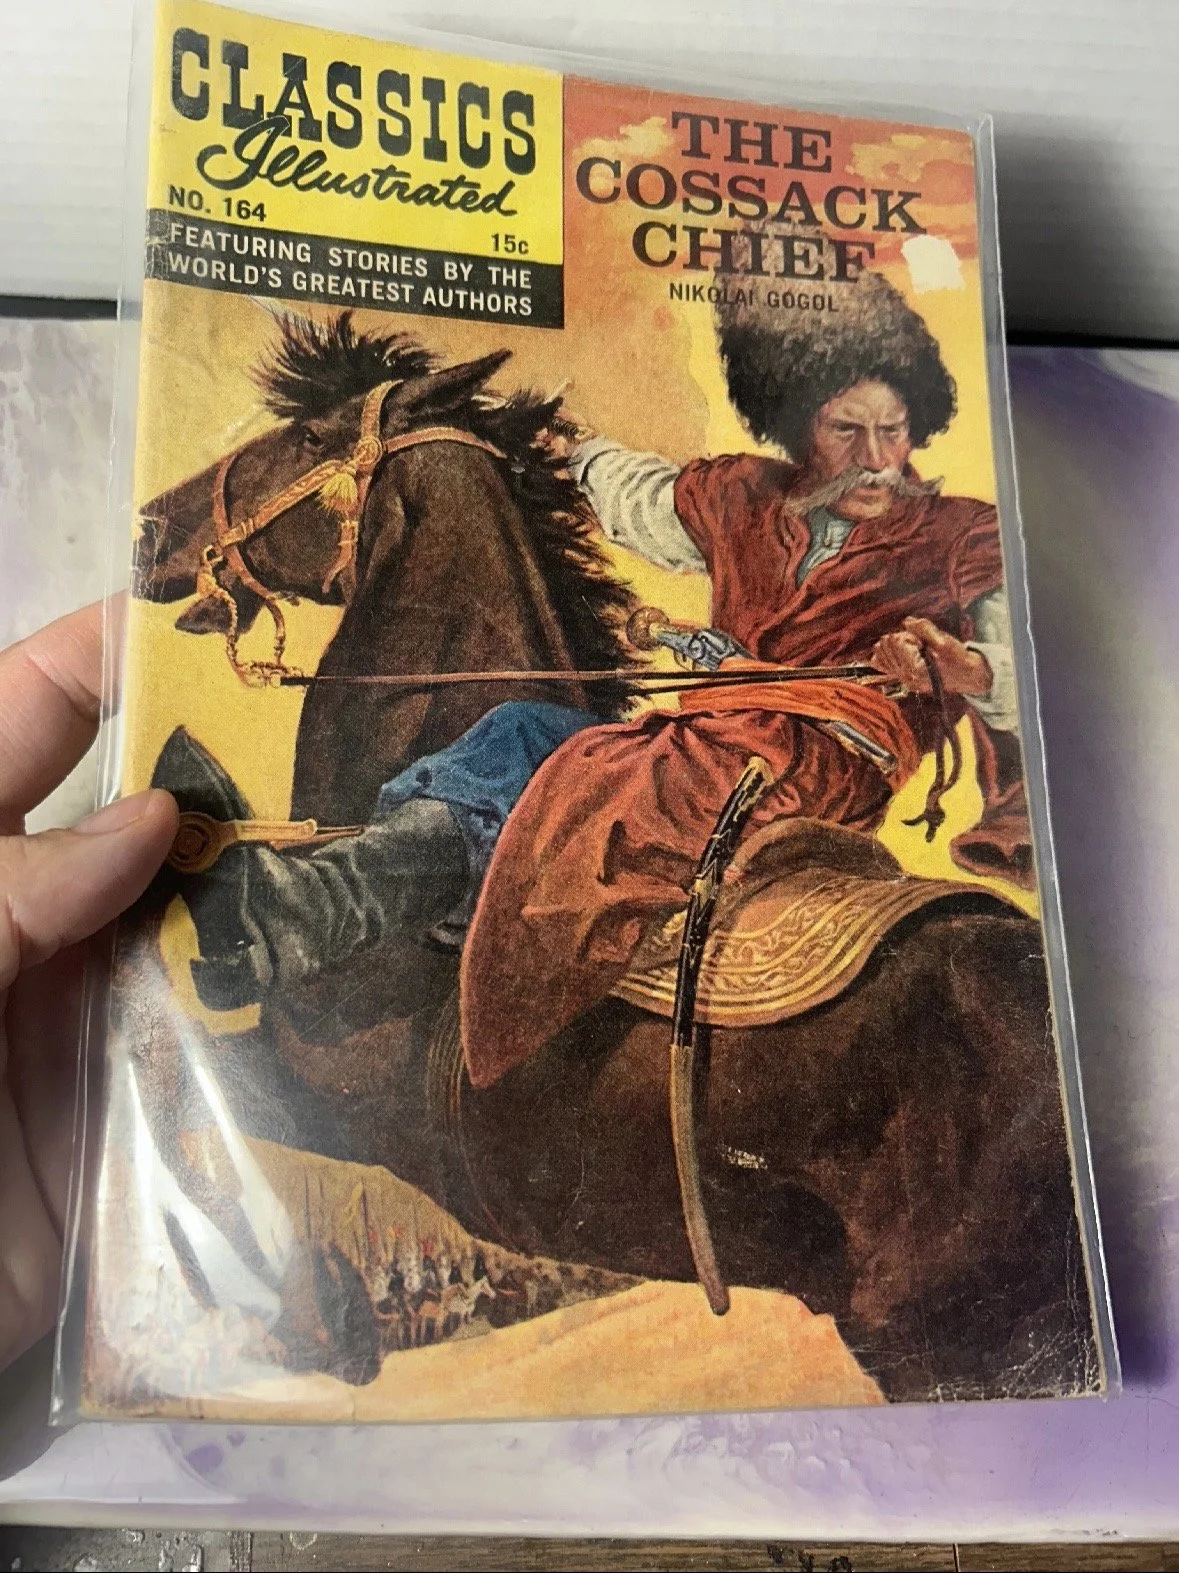 CLASSICS
Illustrated
NO. 164
15c
FEATURING STORIES BY THE
WORLD'S GREATEST AUTHORS
THE
COSSACK
CHIEF
NIKOLAI GOGOL